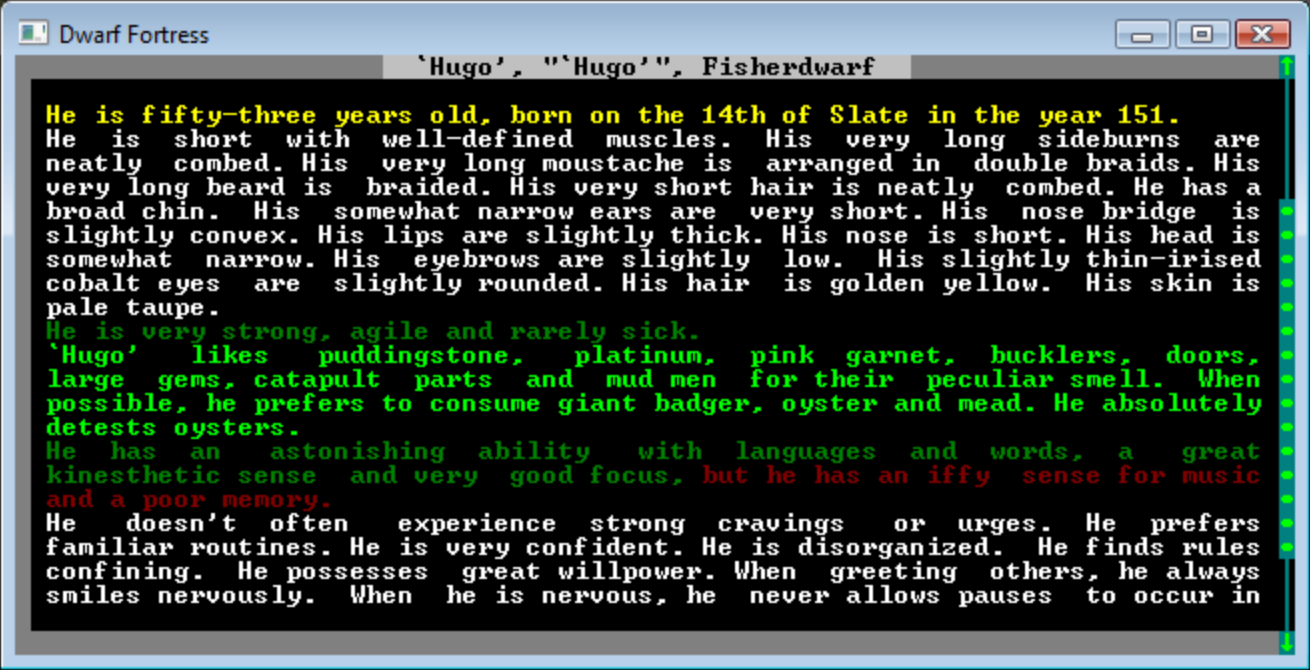 Dwarf Fortress
`Hugo', "`Hugo'", Fisherdwarf
He is fifty-three years old, born on the 14th of Slate in the year 151.
He is short with well-defined muscles. His very long sideburns are
neatly combed. His very long moustache is arranged in double braids. His
very long beard is braided. His very short hair is neatly combed. He has a
broad chin. His somewhat narrow ears are very short. His nose bridge is
slightly convex. His lips are slightly thick. His nose is short. His head is
somewhat narrow. His eyebrows are slightly low. His slightly thin-irised
cobalt eyes are slightly rounded. His hair is golden yellow. His skin is
pale taupe.
He is very strong, agile and rarely sick.
`Hugo' likes puddingstone, platinum, pink garnet, bucklers, doors,
large gems, catapult parts and mud men for their peculiar smell. When
possible, he prefers to consume giant badger, oyster and mead. He absolutely
detests oysters.
He has an astonishing ability with languages and words, a great
kinesthetic sense and very good focus, but he has an iffy sense for music
and a poor memory.
He doesn't often experience strong cravings or urges. He prefers
familiar routines. He is very confident. He is disorganized. He finds rules
confining. He possesses great willpower. When greeting others, he always
smiles nervously. When he is nervous, he never allows pauses to occur in